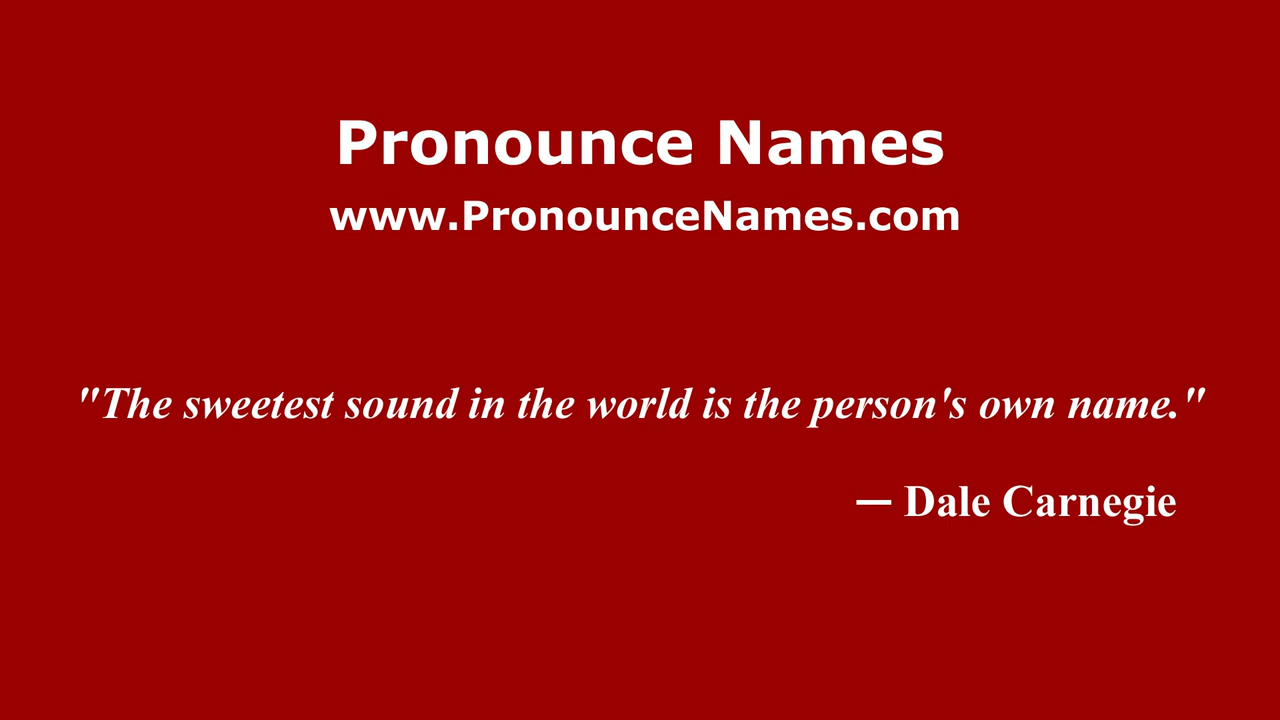 Pronounce Names
www.PronounceNames.com
"The sweetest sound in the world is the person's own name."
— Dale Carnegie